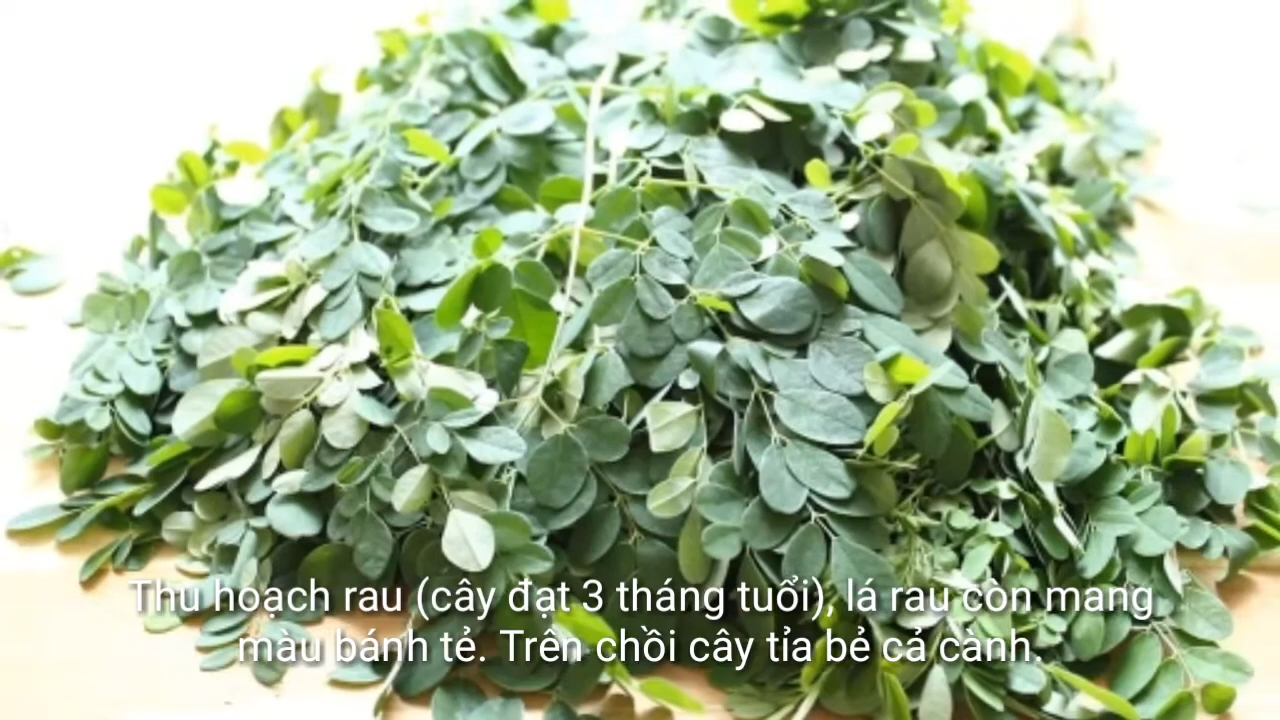 Thu hoạch rau (cây đạt 3 tháng tuổi), lá rau còn mang
màu bánh tẻ. Trên chồi cây tỉa bẻ cả cành.